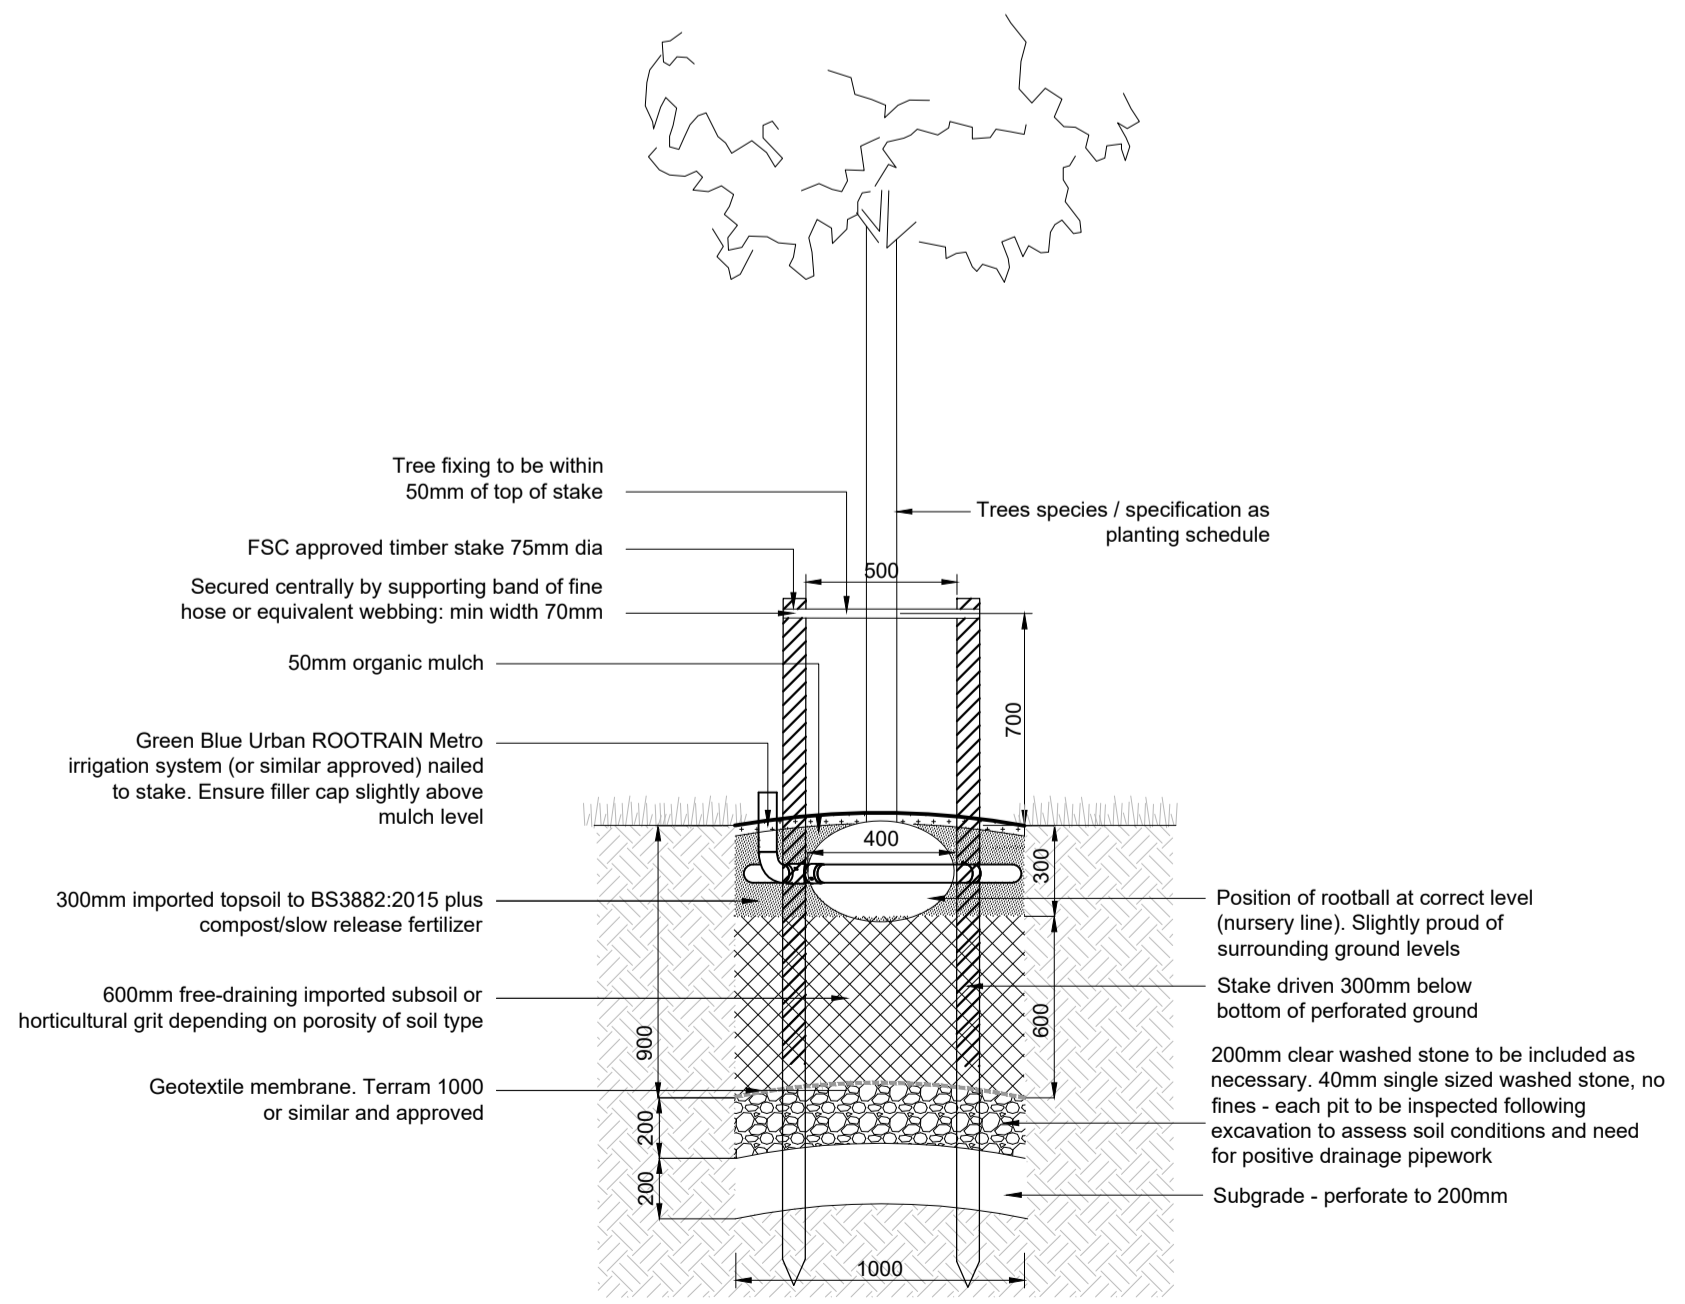 Tree fixing to be within
50mm of top of stake
Trees species / specification as
planting schedule
FSC approved timber stake 75mm dia
500
Secured centrally by supporting band of fine
hose or equivalent webbing: min width 70mm
50mm organic mulch
700
Green Blue Urban ROOTRAIN Metro
irrigation system (or similar approved) nailed
to stake. Ensure filler cap slightly above
mulch level
400
300
300mm imported topsoil to BS3882:2015 plus
compost/slow release fertilizer
Position of rootball at correct level
(nursery line). Slightly proud of
surrounding ground levels
600mm free-draining imported subsoil or
horticultural grit depending on porosity of soil type
Stake driven 300mm below
bottom of perforated ground
900
600
Geotextile membrane. Terram 1000
or similar and approved
200mm clear washed stone to be included as
necessary. 40mm single sized washed stone, no
fines - each pit to be inspected following
excavation to assess soil conditions and need
for positive drainage pipework
200
200
Subgrade - perforate to 200mm
1000